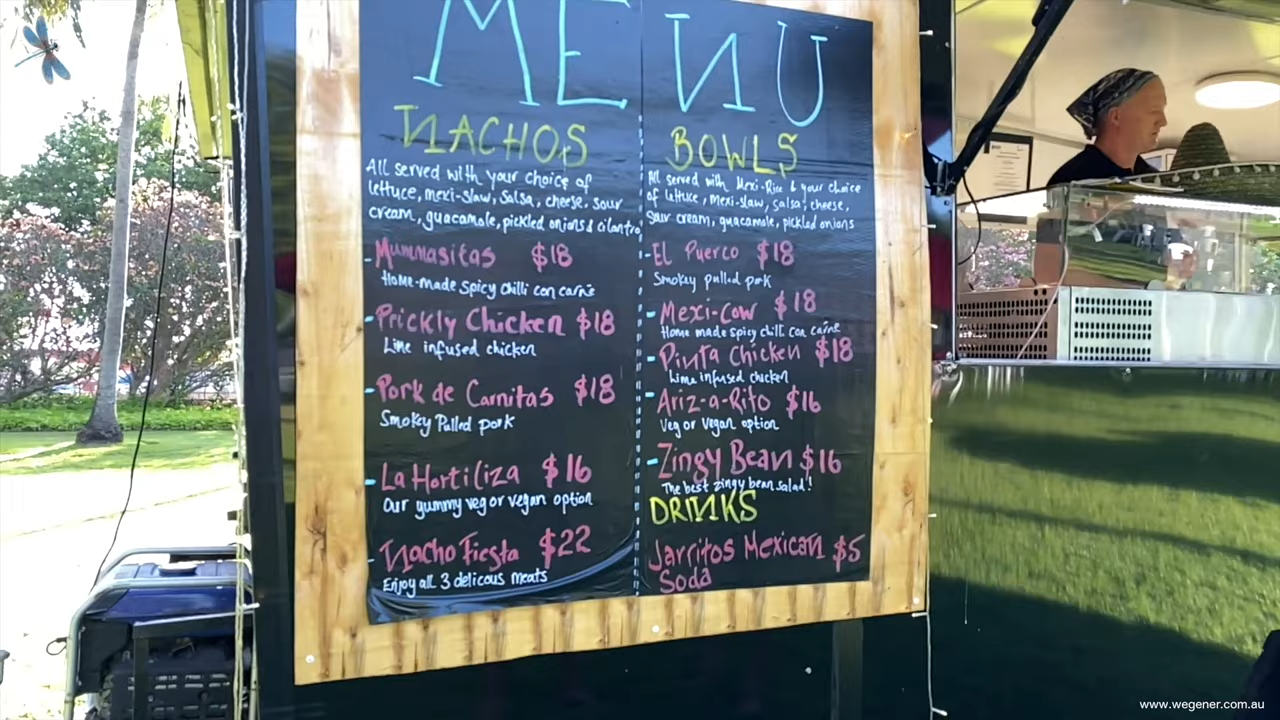 MENU
NACHOS
All served with your choice of
lettuce, mexi-slaw, salsa, cheese, sour
cream, guacamole, pickled onions & cilantro
- Mummasitas $18
Home-made spicy chilli con carne
- Prickly Chicken $18
Lime infused chicken
- Pork de Carnitas $18
Smokey Pulled pork
- La Hortiliza $16
Our yummy veg or vegan option
- Nacho Fiesta $22
Enjoy all 3 delicous meats
BOWLS
All served with Mexi-Rice & your choice
of lettuce, mexi-slaw, salsa, cheese,
sour cream, guacamole, pickled onions
- El Puerco $18
Smokey pulled pork
- Mexi-Cow $18
Home made spicy chilli con carne
- Pinta Chicken $18
Lime infused chicken
- Ariz-a-Rito $16
Veg or vegan option
- Zingy Bean $16
The best zingy bean salad!
DRINKS
Jarritos Mexican $5
Soda
www.wegener.com.au